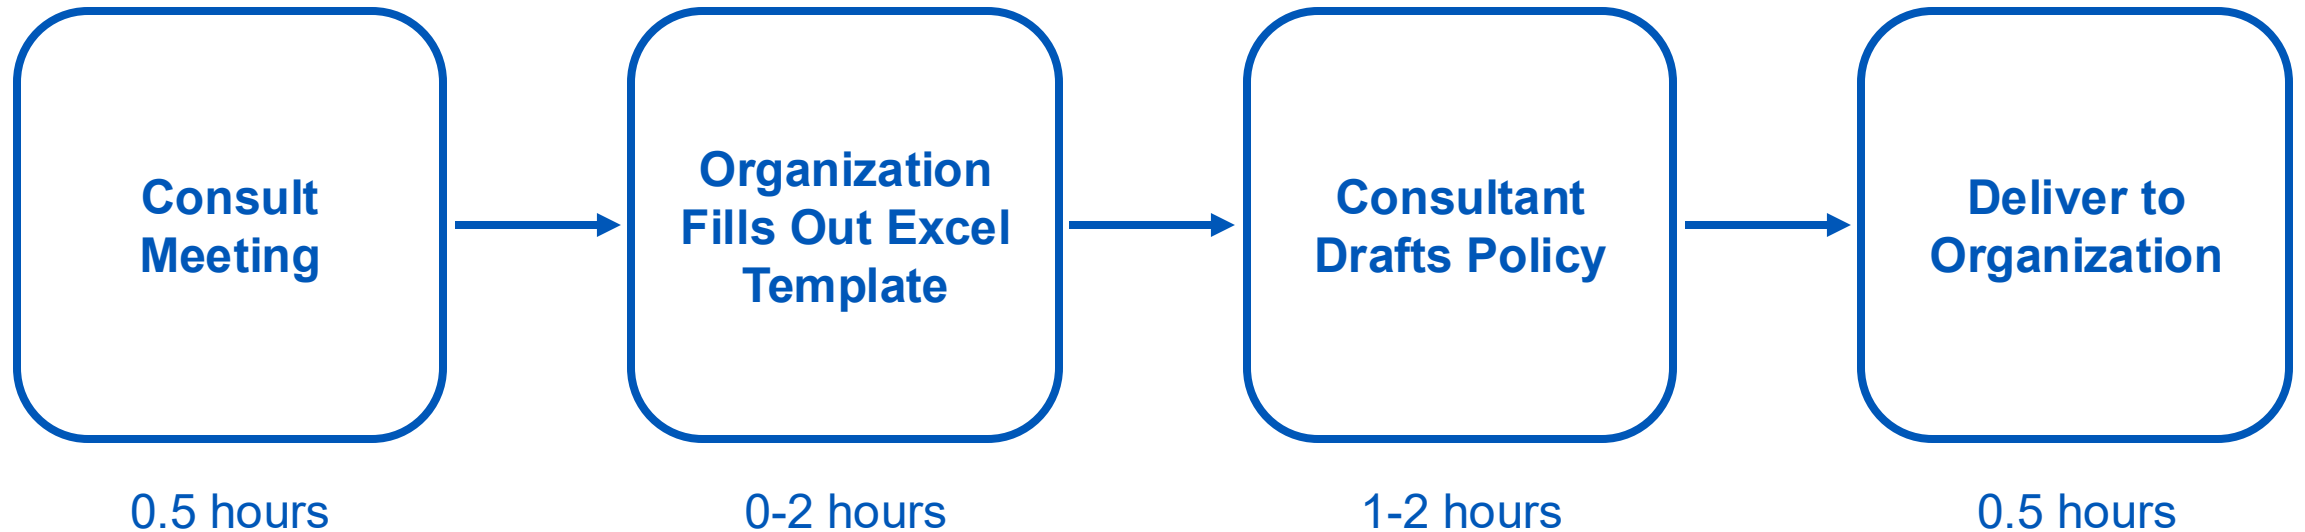 Consult
Meeting
Organization
Fills Out Excel
Template
Consultant
Drafts Policy
Deliver to
Organization
0.5 hours
0-2 hours
1-2 hours
0.5 hours